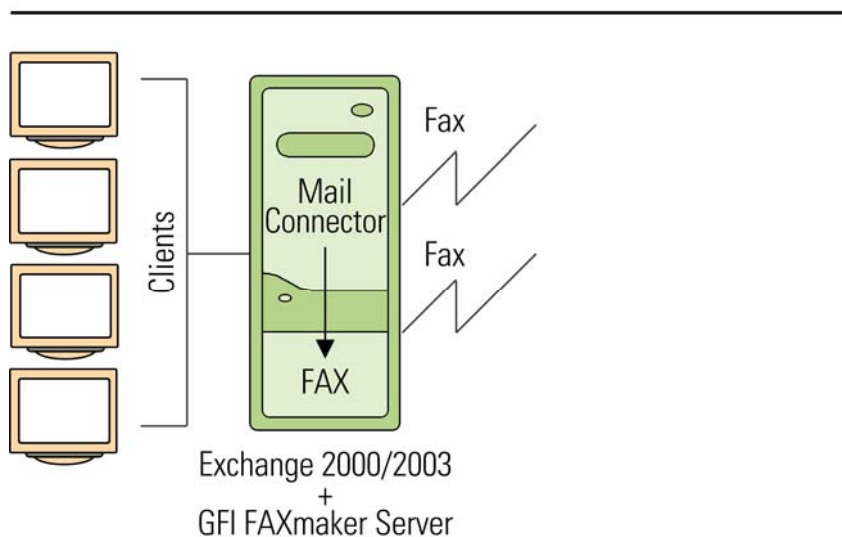 Clients
Mail
Connector
FAX
Fax
Fax
Exchange 2000/2003
+
GFI FAXmaker Server